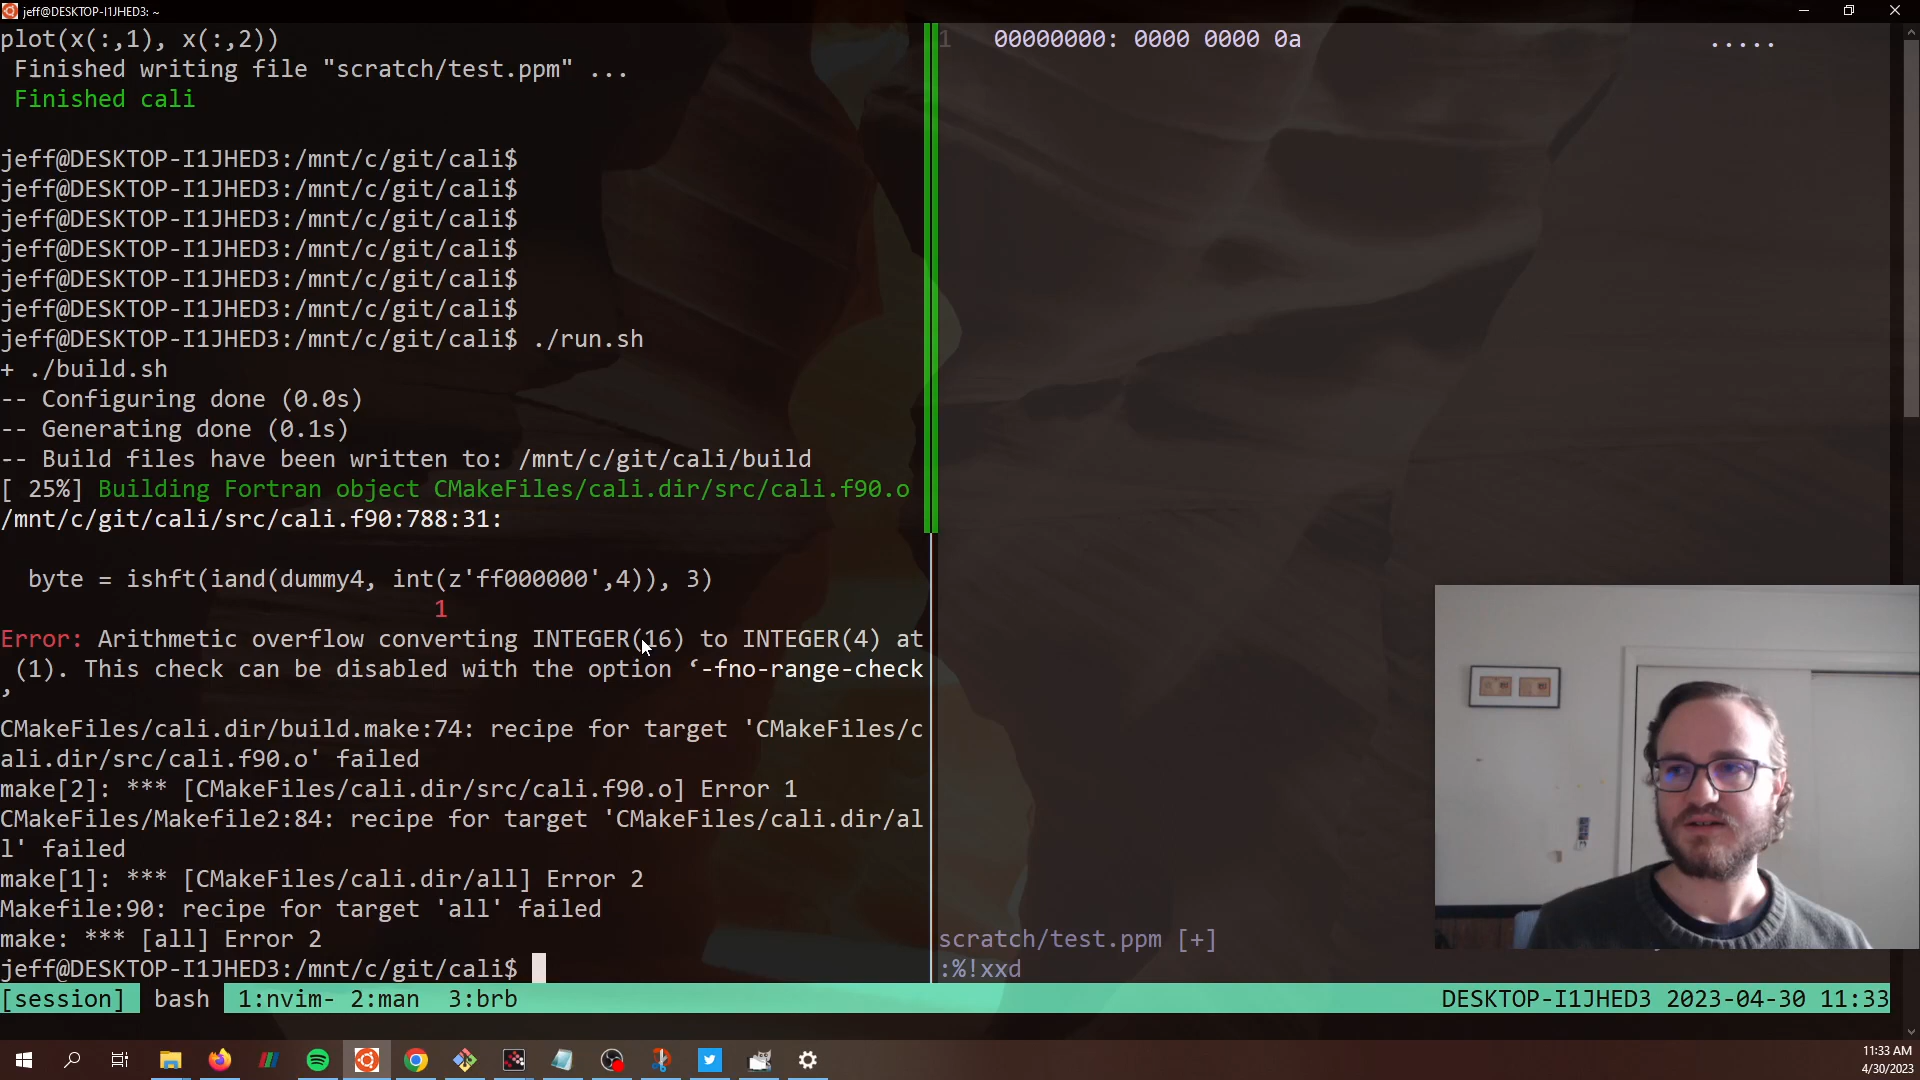 jeff@DESKTOP-I1JHED3: ~
plot(x(:,1), x(:,2))
Finished writing file "scratch/test.ppm" ...
Finished cali
jeff@DESKTOP-I1JHED3:/mnt/c/git/cali$
jeff@DESKTOP-I1JHED3:/mnt/c/git/cali$
jeff@DESKTOP-I1JHED3:/mnt/c/git/cali$
jeff@DESKTOP-I1JHED3:/mnt/c/git/cali$
jeff@DESKTOP-I1JHED3:/mnt/c/git/cali$
jeff@DESKTOP-I1JHED3:/mnt/c/git/cali$
jeff@DESKTOP-I1JHED3:/mnt/c/git/cali$ ./run.sh
+ ./build.sh
-- Configuring done (0.0s)
-- Generating done (0.1s)
-- Build files have been written to: /mnt/c/git/cali/build
[ 25%] Building Fortran object CMakeFiles/cali.dir/src/cali.f90.o
/mnt/c/git/cali/src/cali.f90:788:31:
byte = ishft(iand(dummy4, int(z'ff000000',4)), 3)
1
Error: Arithmetic overflow converting INTEGER(16) to INTEGER(4) at
(1). This check can be disabled with the option ‘-fno-range-check
’
CMakeFiles/cali.dir/build.make:74: recipe for target 'CMakeFiles/c
ali.dir/src/cali.f90.o' failed
make[2]: *** [CMakeFiles/cali.dir/src/cali.f90.o] Error 1
CMakeFiles/Makefile2:84: recipe for target 'CMakeFiles/cali.dir/al
l' failed
make[1]: *** [CMakeFiles/cali.dir/all] Error 2
Makefile:90: recipe for target 'all' failed
make: *** [all] Error 2
jeff@DESKTOP-I1JHED3:/mnt/c/git/cali$
1 00000000: 0000 0000 0a .....
scratch/test.ppm [+]
:%!xxd
[session] bash 1:nvim- 2:man 3:brb DESKTOP-I1JHED3 2023-04-30 11:33
11:33 AM
4/30/2023